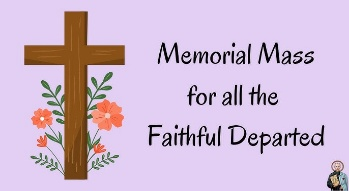 Memorial Mass
for all the
Faithful Departed